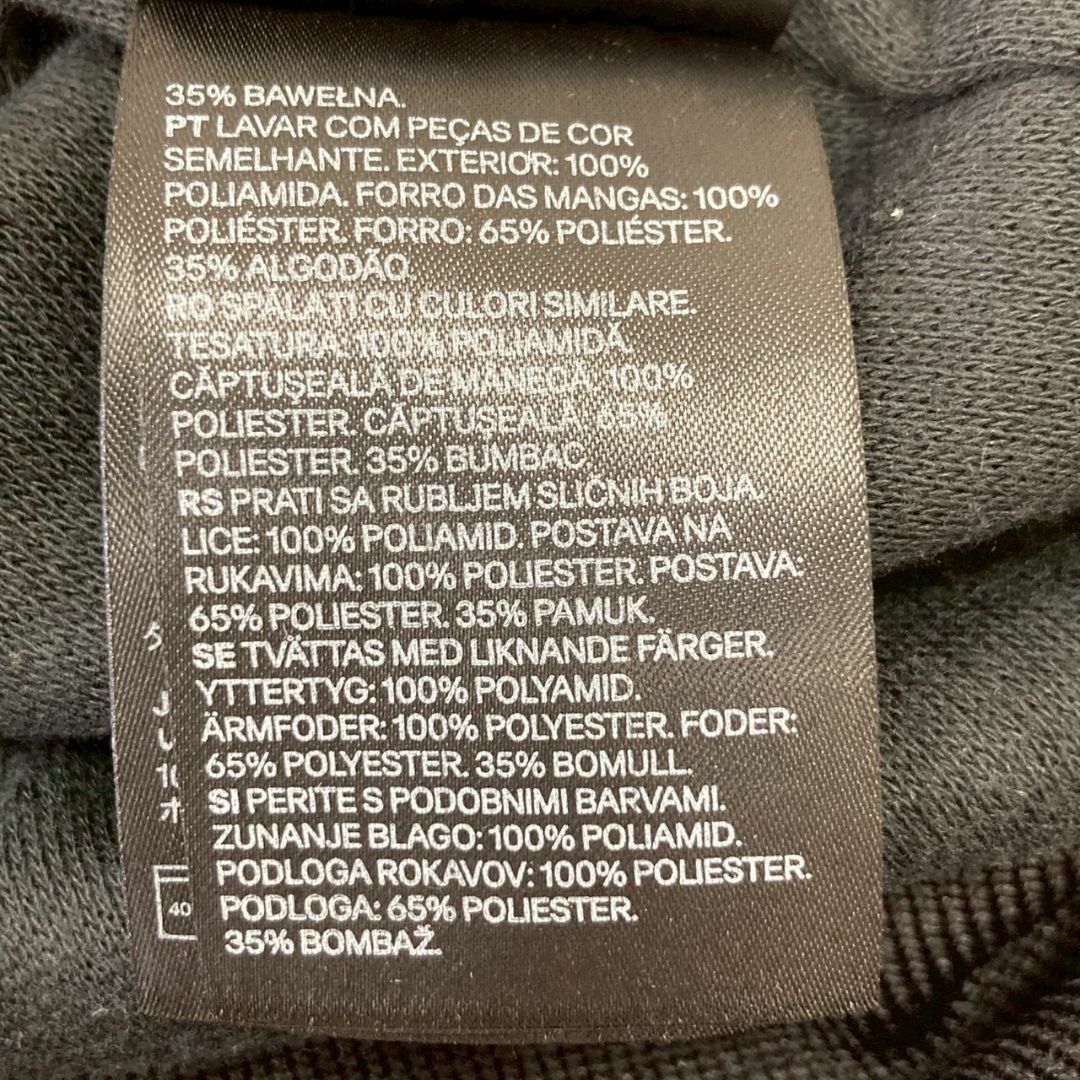 35% BAWEŁNA.
PT LAVAR COM PEÇAS DE COR
SEMELHANTE. EXTERIOR: 100%
POLIAMIDA. FORRO DAS MANGAS: 100%
POLIÉSTER. FORRO: 65% POLIÉSTER.
35% ALGODÃO.
RO SPĂLAȚI CU CULORI SIMILARE.
TESATURA: 100% POLIAMIDĂ.
CĂPTUȘEALĂ DE MÂNECĂ: 100%
POLIESTER. CĂPTUȘEALĂ: 65%
POLIESTER. 35% BUMBAC.
RS PRATI SA RUBLJEM SLIČNIH BOJA.
LICE: 100% POLIAMID. POSTAVA NA
RUKAVIMA: 100% POLIESTER. POSTAVA:
65% POLIESTER. 35% PAMUK.
SE TVÄTTAS MED LIKNANDE FÄRGER.
YTTERTYG: 100% POLYAMID.
ÄRMFODER: 100% POLYESTER. FODER:
65% POLYESTER. 35% BOMULL.
SI PERITE S PODOBNIMI BARVAMI.
ZUNANJE BLAGO: 100% POLIAMID.
PODLOGA ROKAVOV: 100% POLIESTER.
PODLOGA: 65% POLIESTER.
35% BOMBAŽ.
40